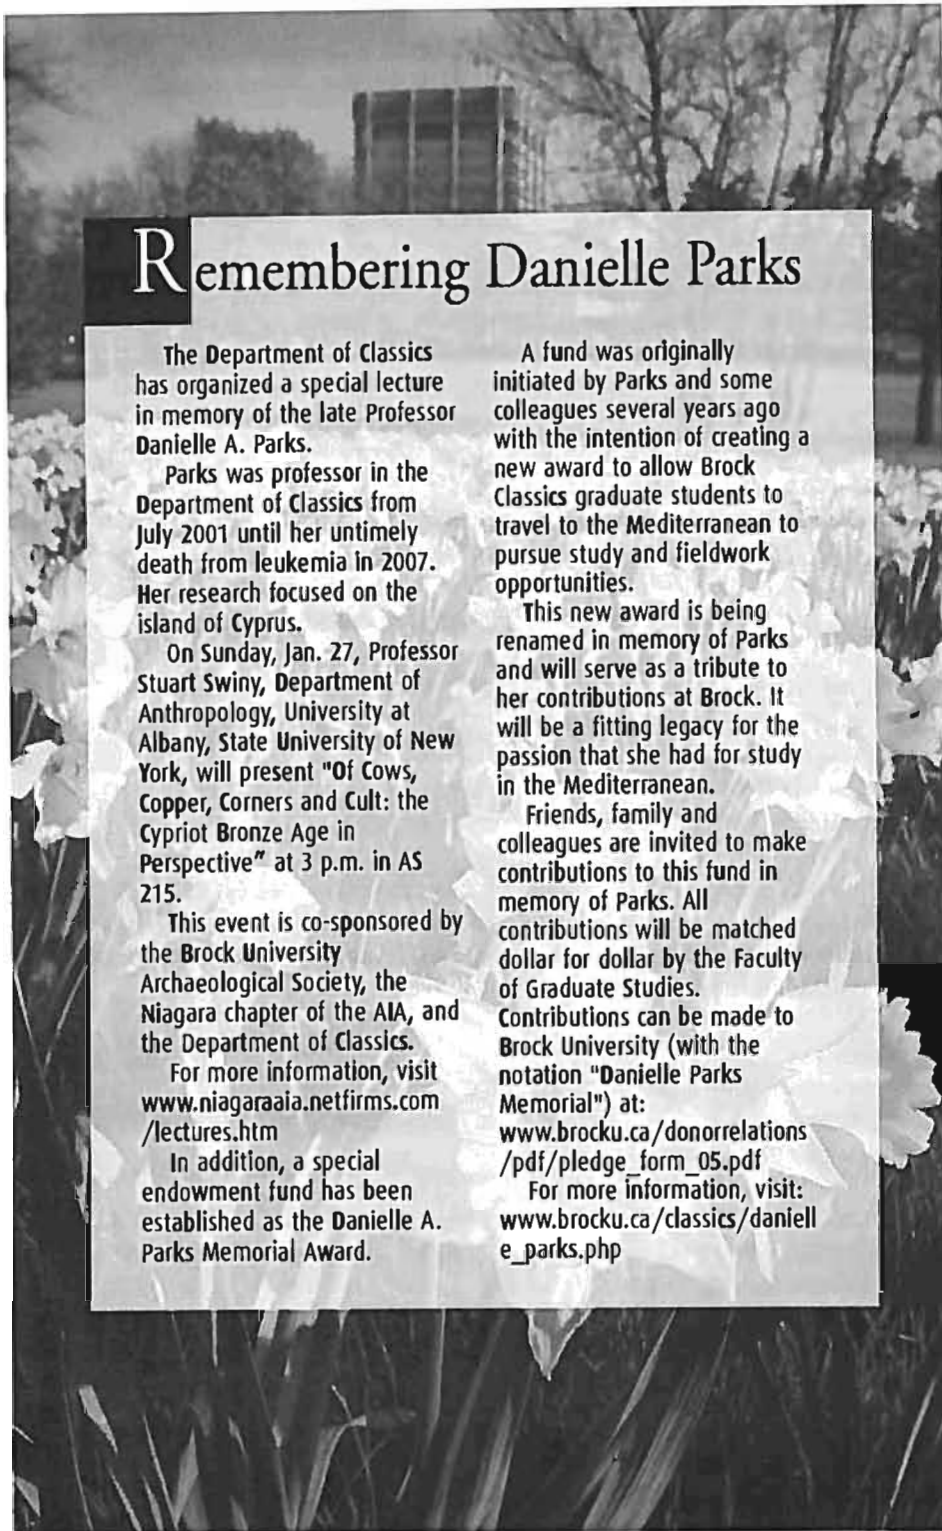 Remembering Danielle Parks
The Department of Classics
has organized a special lecture
in memory of the late Professor
Danielle A. Parks.
Parks was professor in the
Department of Classics from
July 2001 until her untimely
death from leukemia in 2007.
Her research focused on the
island of Cyprus.
On Sunday, Jan. 27, Professor
Stuart Swiny, Department of
Anthropology, University at
Albany, State University of New
York, will present "Of Cows,
Copper, Corners and Cult: the
Cypriot Bronze Age in
Perspective" at 3 p.m. in AS
215.
This event is co-sponsored by
the Brock University
Archaeological Society, the
Niagara chapter of the AIA, and
the Department of Classics.
For more information, visit
www.niagaraaia.netfirms.com
/lectures.htm
In addition, a special
endowment fund has been
established as the Danielle A.
Parks Memorial Award.
A fund was originally
initiated by Parks and some
colleagues several years ago
with the intention of creating a
new award to allow Brock
Classics graduate students to
travel to the Mediterranean to
pursue study and fieldwork
opportunities.
This new award is being
renamed in memory of Parks
and will serve as a tribute to
her contributions at Brock. It
will be a fitting legacy for the
passion that she had for study
in the Mediterranean.
Friends, family and
colleagues are invited to make
contributions to this fund in
memory of Parks. All
contributions will be matched
dollar for dollar by the Faculty
of Graduate Studies.
Contributions can be made to
Brock University (with the
notation "Danielle Parks
Memorial") at:
www.brocku.ca/donorrelations
/pdf/pledge_form_05.pdf
For more information, visit:
www.brocku.ca/classics/daniell
e_parks.php